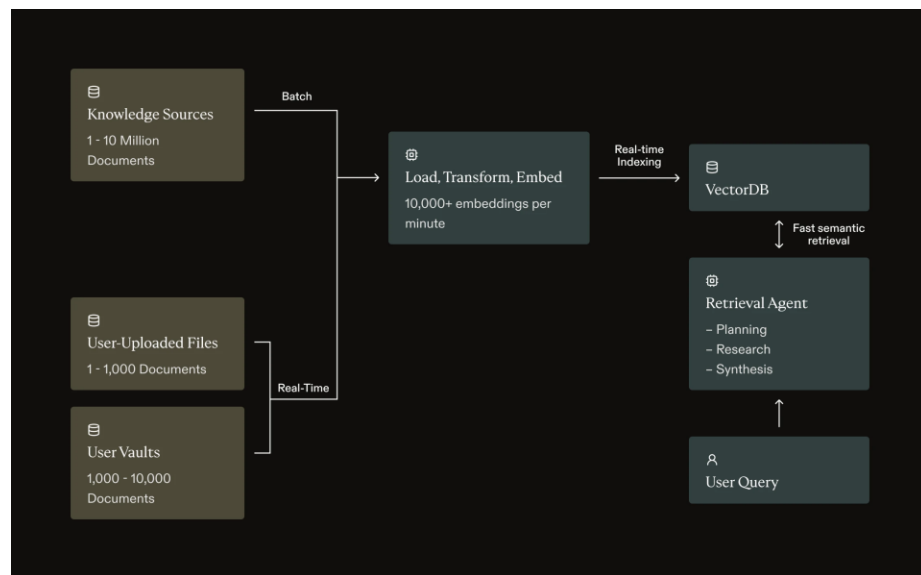 Knowledge Sources
1 - 10 Million
Documents
Batch
Load, Transform, Embed
10,000+ embeddings per
minute
Real-time
Indexing
VectorDB
Fast semantic
retrieval
Retrieval Agent
– Planning
– Research
– Synthesis
User-Uploaded Files
1 - 1,000 Documents
Real-Time
User Vaults
1,000 - 10,000
Documents
User Query